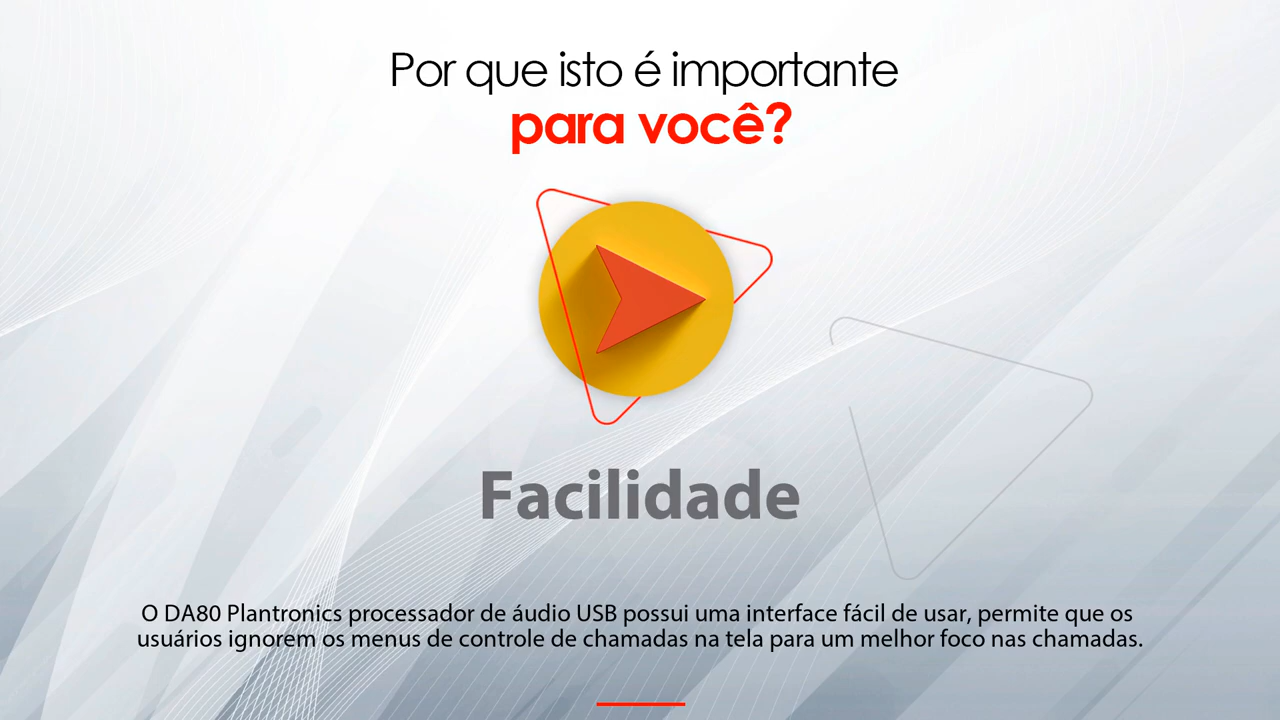 Por que isto é importante
para você?
Facilidade
O DA80 Plantronics processador de áudio USB possui uma interface fácil de usar, permite que os
usuários ignorem os menus de controle de chamadas na tela para um melhor foco nas chamadas.